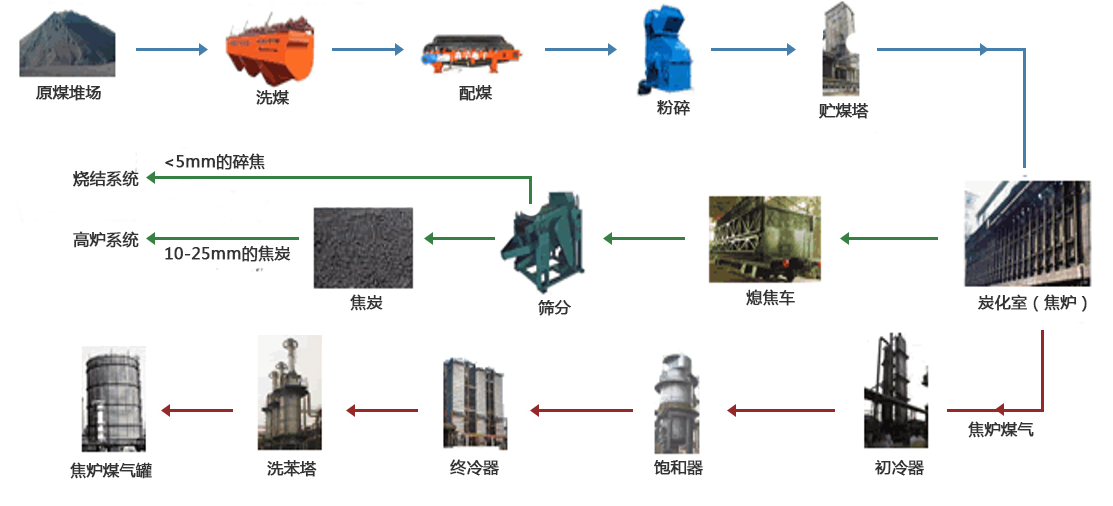 原煤堆场
洗煤
配煤
粉碎
贮煤塔
<5mm的碎焦
烧结系统
高炉系统
10-25mm的焦炭
焦炭
筛分
熄焦车
炭化室（焦炉）
焦炉煤气
焦炉煤气罐
洗苯塔
终冷器
饱和器
初冷器